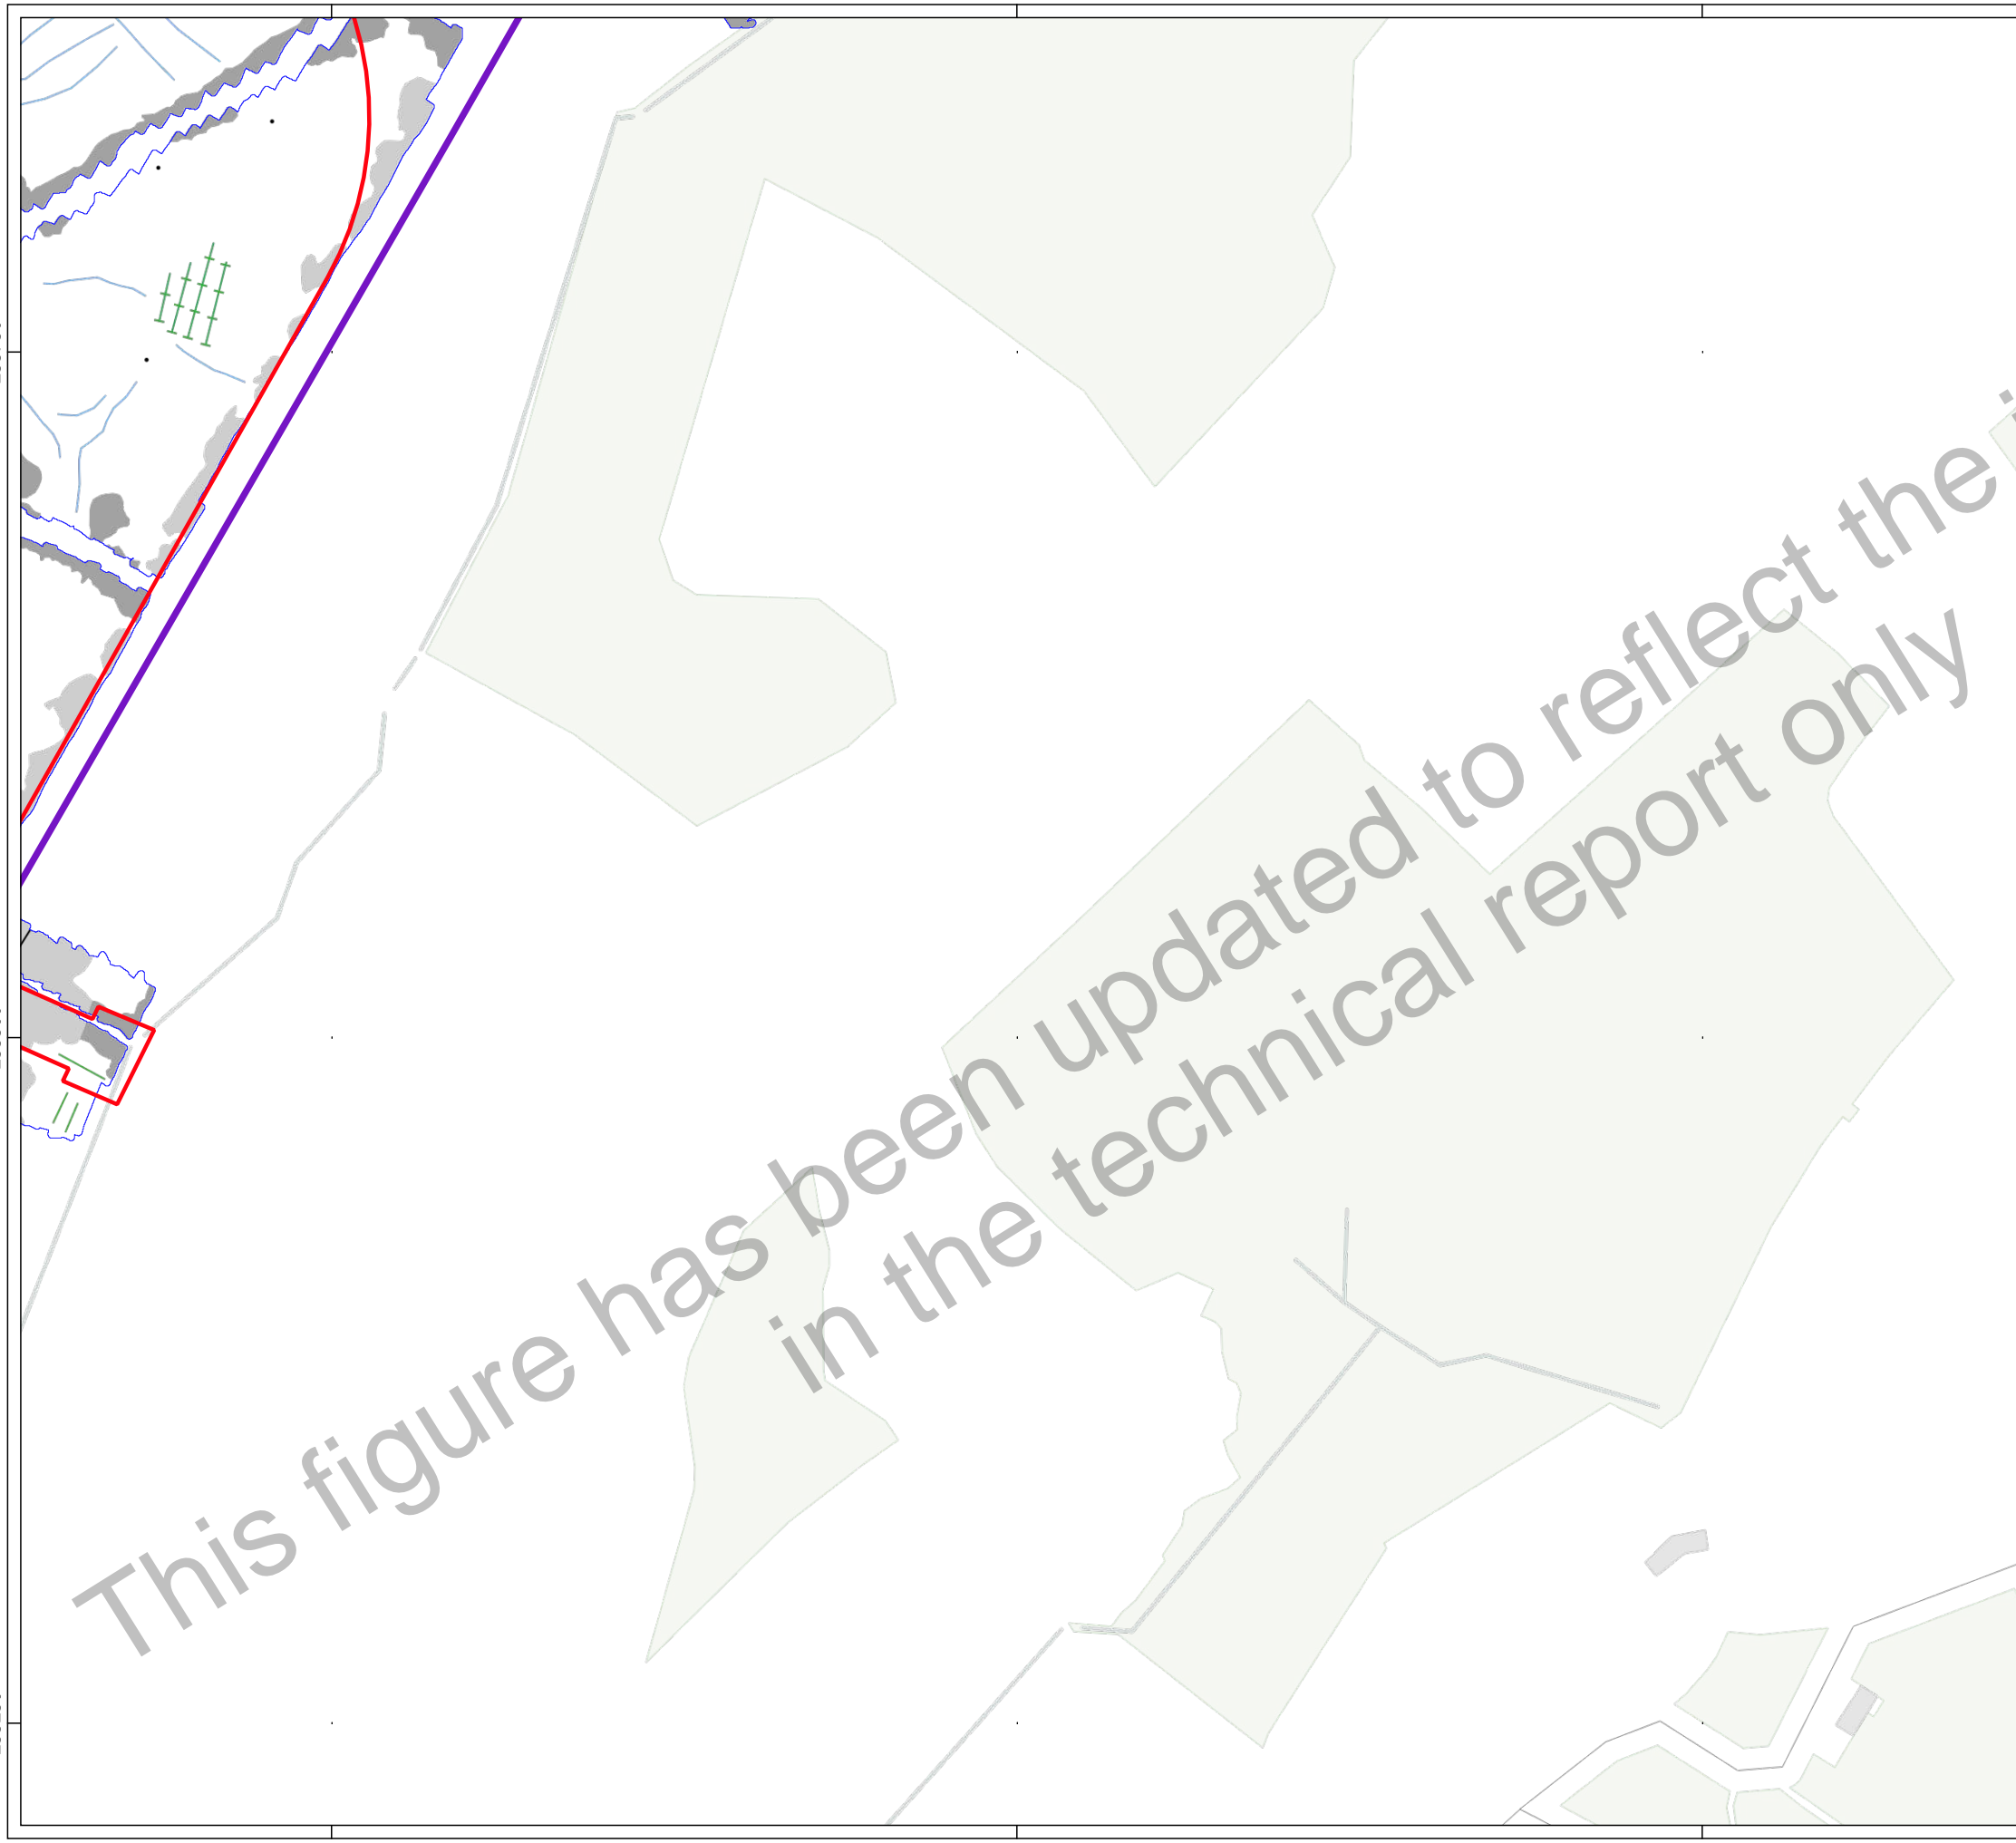 This figure has been updated to reflect the
in the technical report only